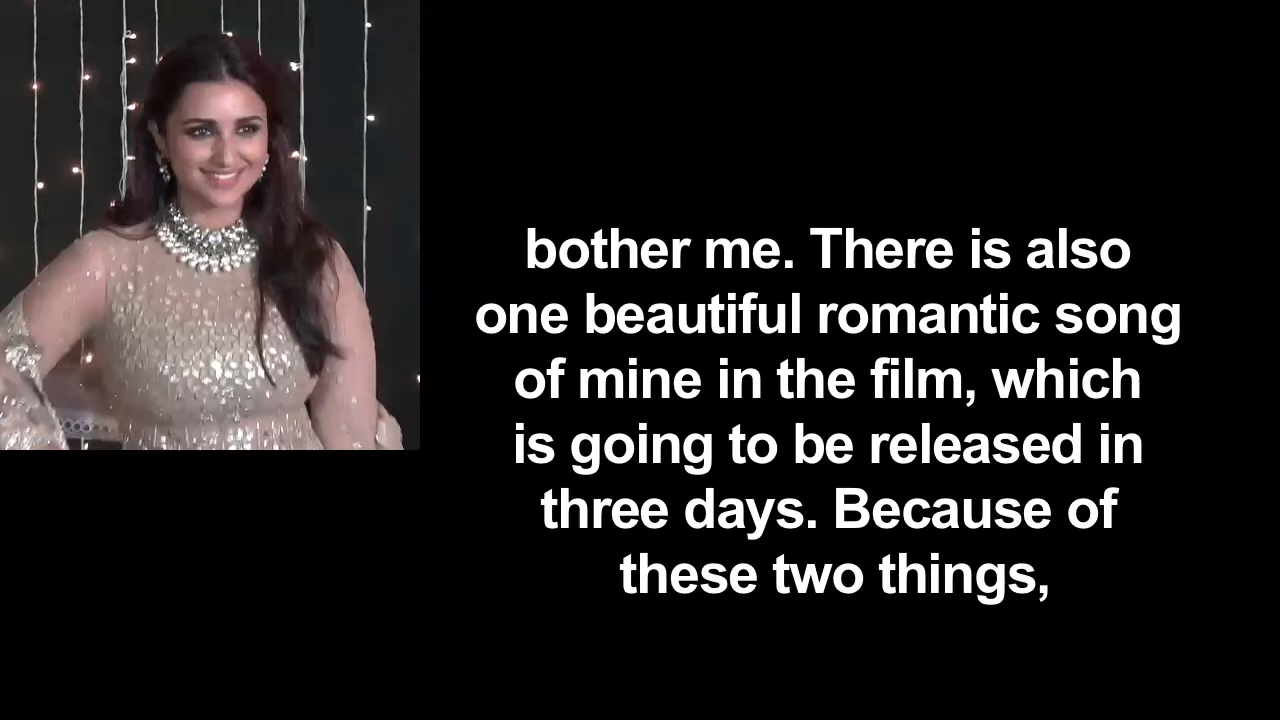 bother me. There is also
one beautiful romantic song
of mine in the film, which
is going to be released in
three days. Because of
these two things,